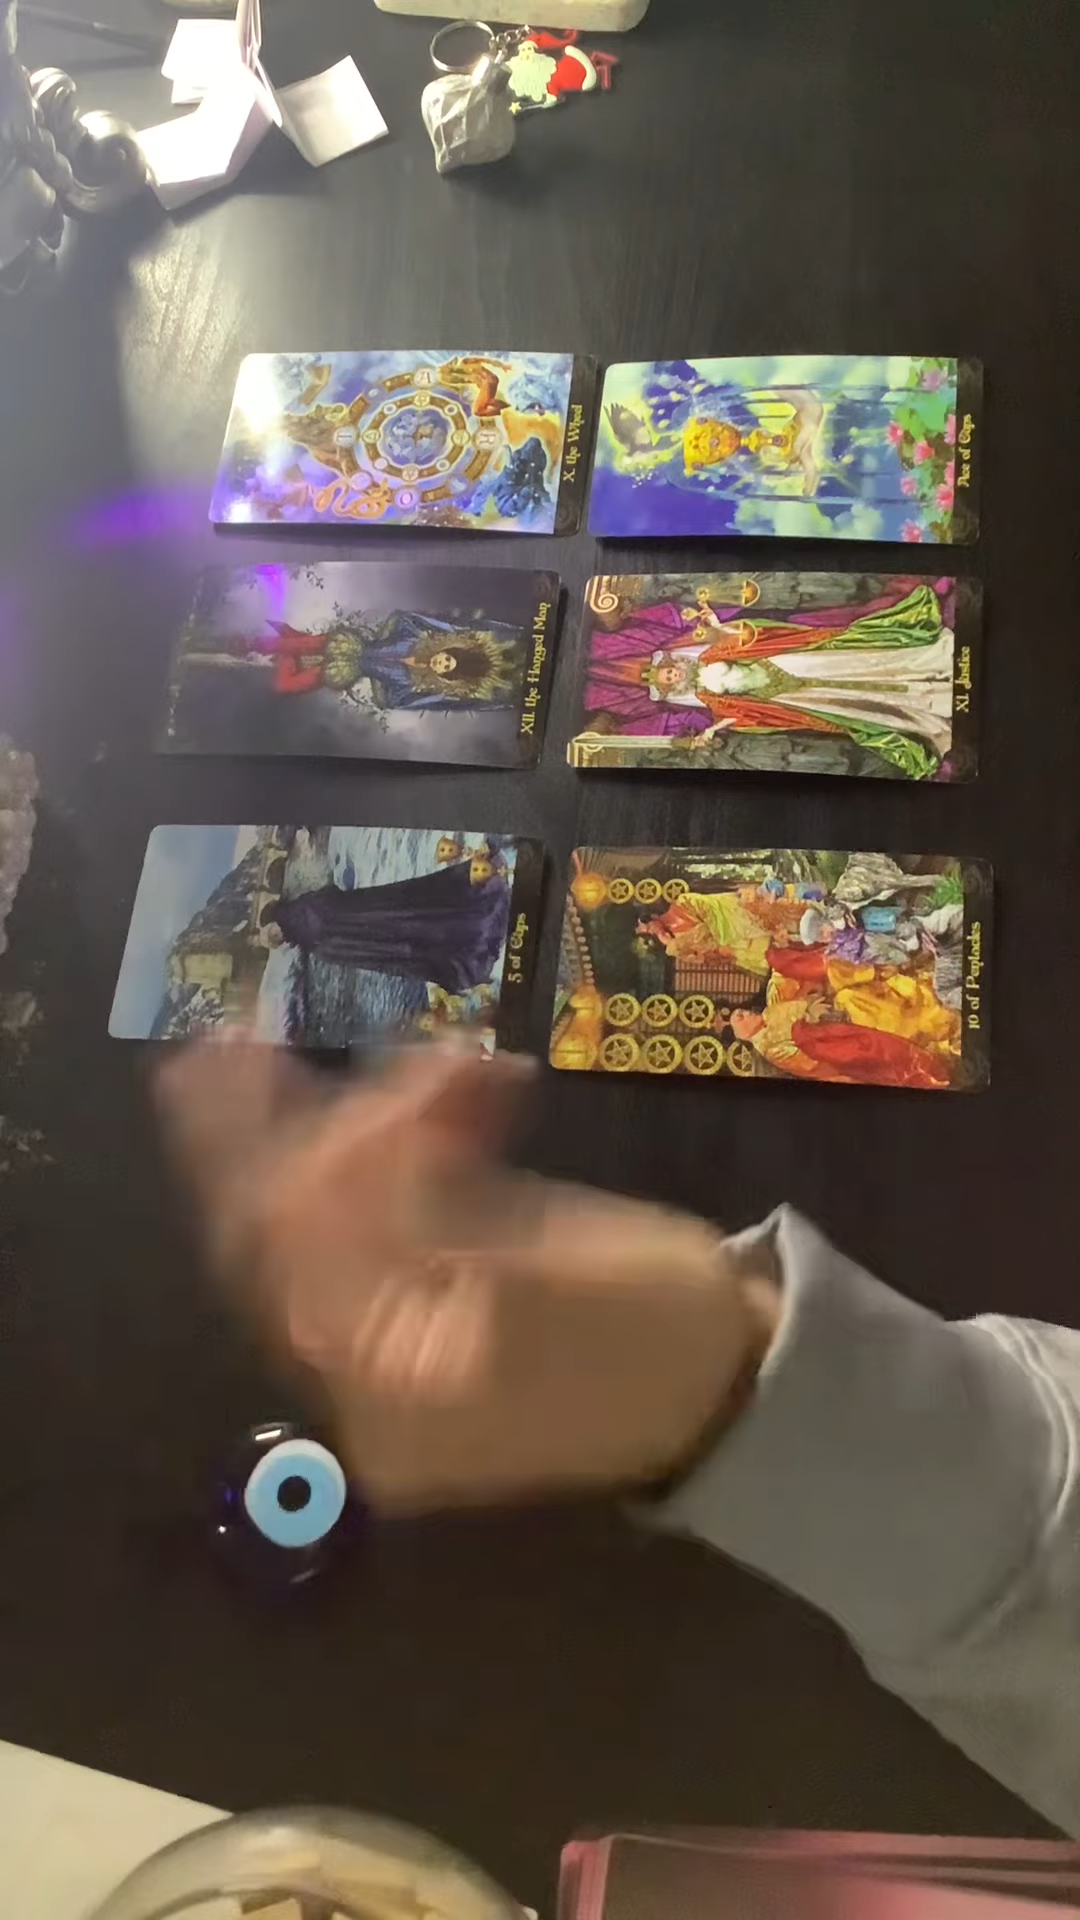 X. the Wheel
Ace of Cups
XII. the Hanged Man
XI. Justice
5 of Cups
10 of Pentacles